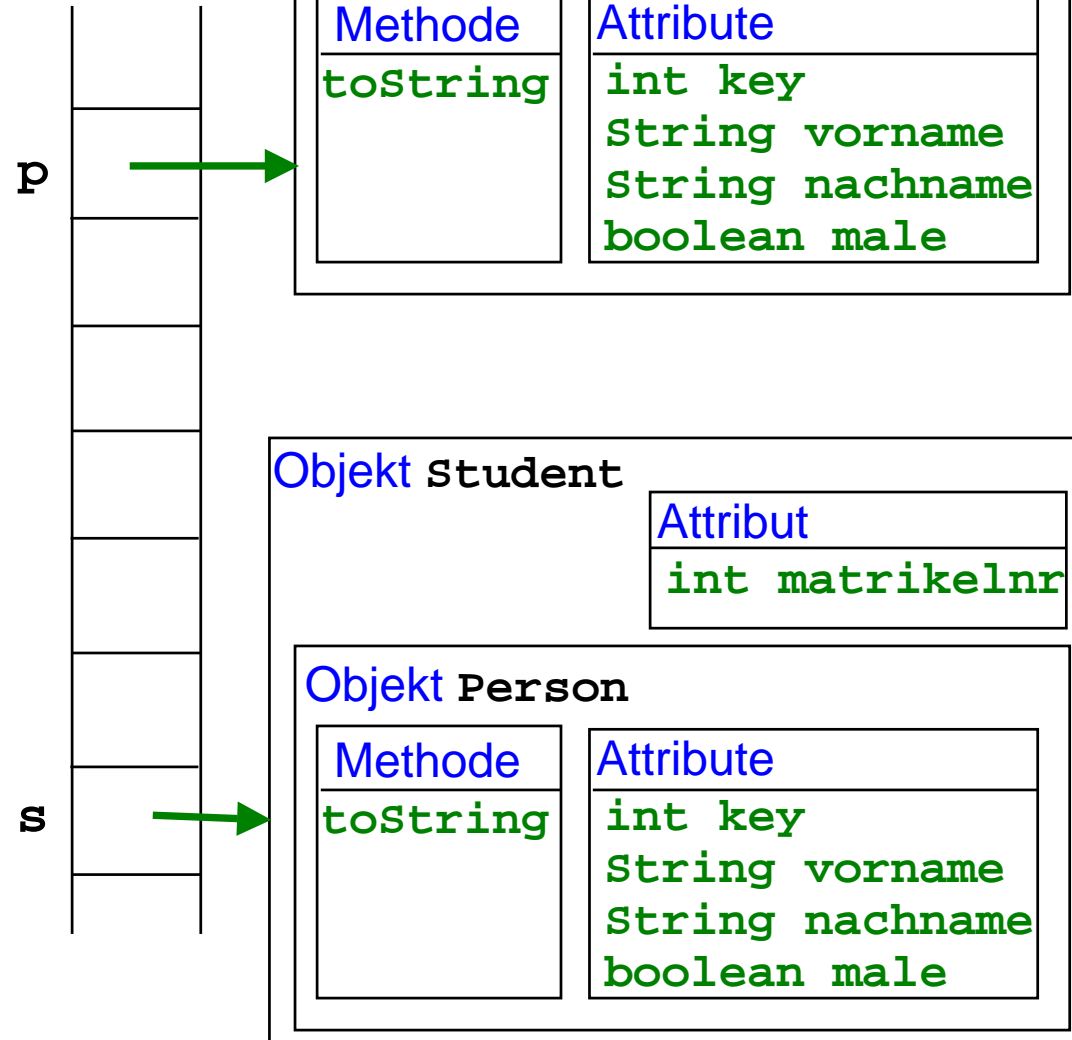 Methode Attribute
toString int key
String vorname
p String nachname
boolean male
Objekt Student
Attribut
int matrikelnr
Objekt Person
Methode Attribute
s toString int key
String vorname
String nachname
boolean male